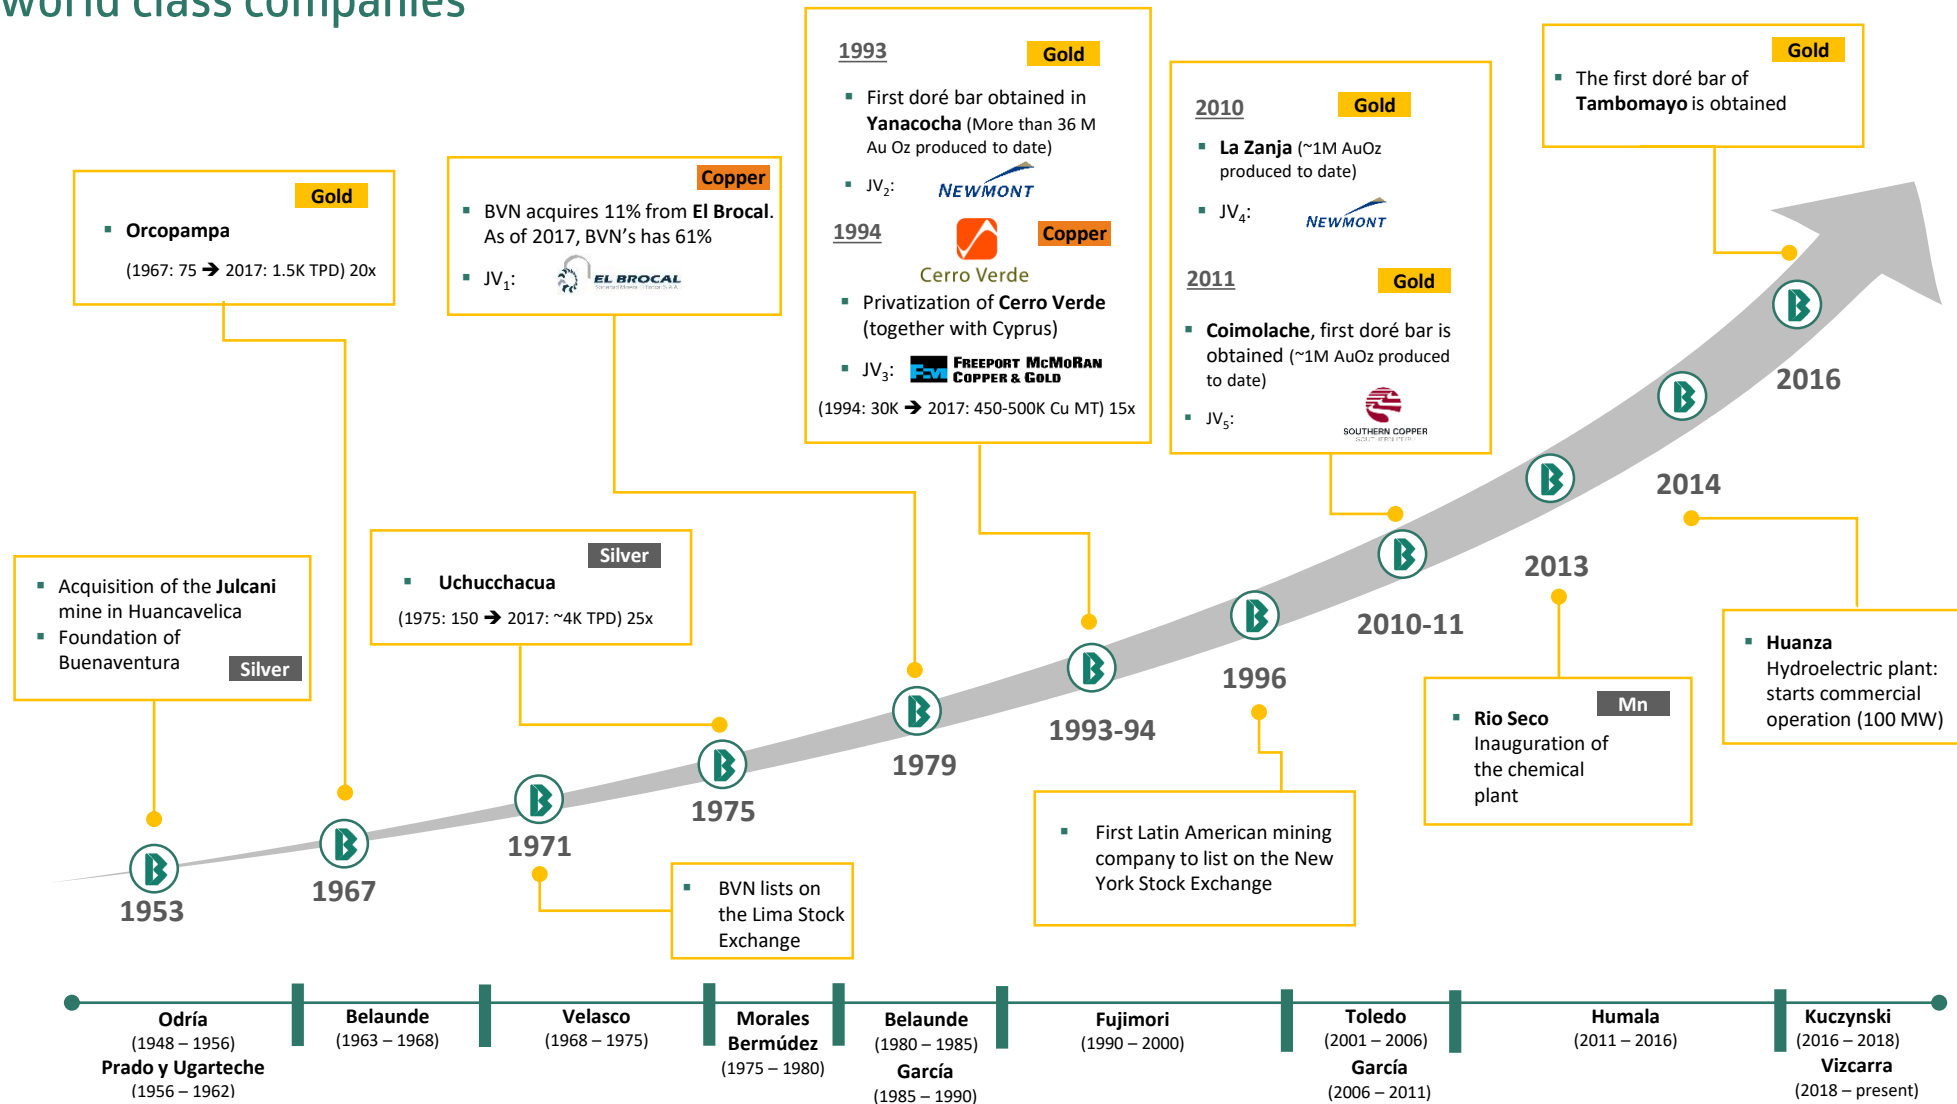 world class companies
1993
Gold
▪ First doré bar obtained in
Yanacocha (More than 36 M
Au Oz produced to date)
▪ JV2:
NEWMONT
1994
Copper
Cerro Verde
▪ Privatization of Cerro Verde
(together with Cyprus)
▪ JV3:
FCX
FREEPORT McMoRAN
COPPER & GOLD
(1994: 30K ➔ 2017: 450-500K Cu MT) 15x
2010
Gold
▪ La Zanja (~1M AuOz
produced to date)
▪ JV4:
NEWMONT
2011
Gold
▪ Coimolache, first doré bar is
obtained (~1M AuOz produced
to date)
▪ JV5:
SOUTHERN COPPER
SOUTHERN PERU
Gold
▪ The first doré bar of
Tambomayo is obtained
Gold
▪ Orcopampa
(1967: 75 ➔ 2017: 1.5K TPD) 20x
Copper
▪ BVN acquires 11% from El Brocal.
As of 2017, BVN’s has 61%
▪ JV1:
EL BROCAL
▪ Acquisition of the Julcani
mine in Huancavelica
▪ Foundation of
Buenaventura
Silver
Silver
▪ Uchucchacua
(1975: 150 ➔ 2017: ~4K TPD) 25x
▪ BVN lists on
the Lima Stock
Exchange
▪ First Latin American mining
company to list on the New
York Stock Exchange
Mn
▪ Rio Seco
Inauguration of
the chemical
plant
▪ Huanza
Hydroelectric plant:
starts commercial
operation (100 MW)
1953
1967
1971
1975
1979
1993-94
1996
2010-11
2013
2014
2016
Odría
(1948 – 1956)
Prado y Ugarteche
(1956 – 1962)
Belaunde
(1963 – 1968)
Velasco
(1968 – 1975)
Morales
Bermúdez
(1975 – 1980)
Belaunde
(1980 – 1985)
García
(1985 – 1990)
Fujimori
(1990 – 2000)
Toledo
(2001 – 2006)
García
(2006 – 2011)
Humala
(2011 – 2016)
Kuczynski
(2016 – 2018)
Vizcarra
(2018 – present)